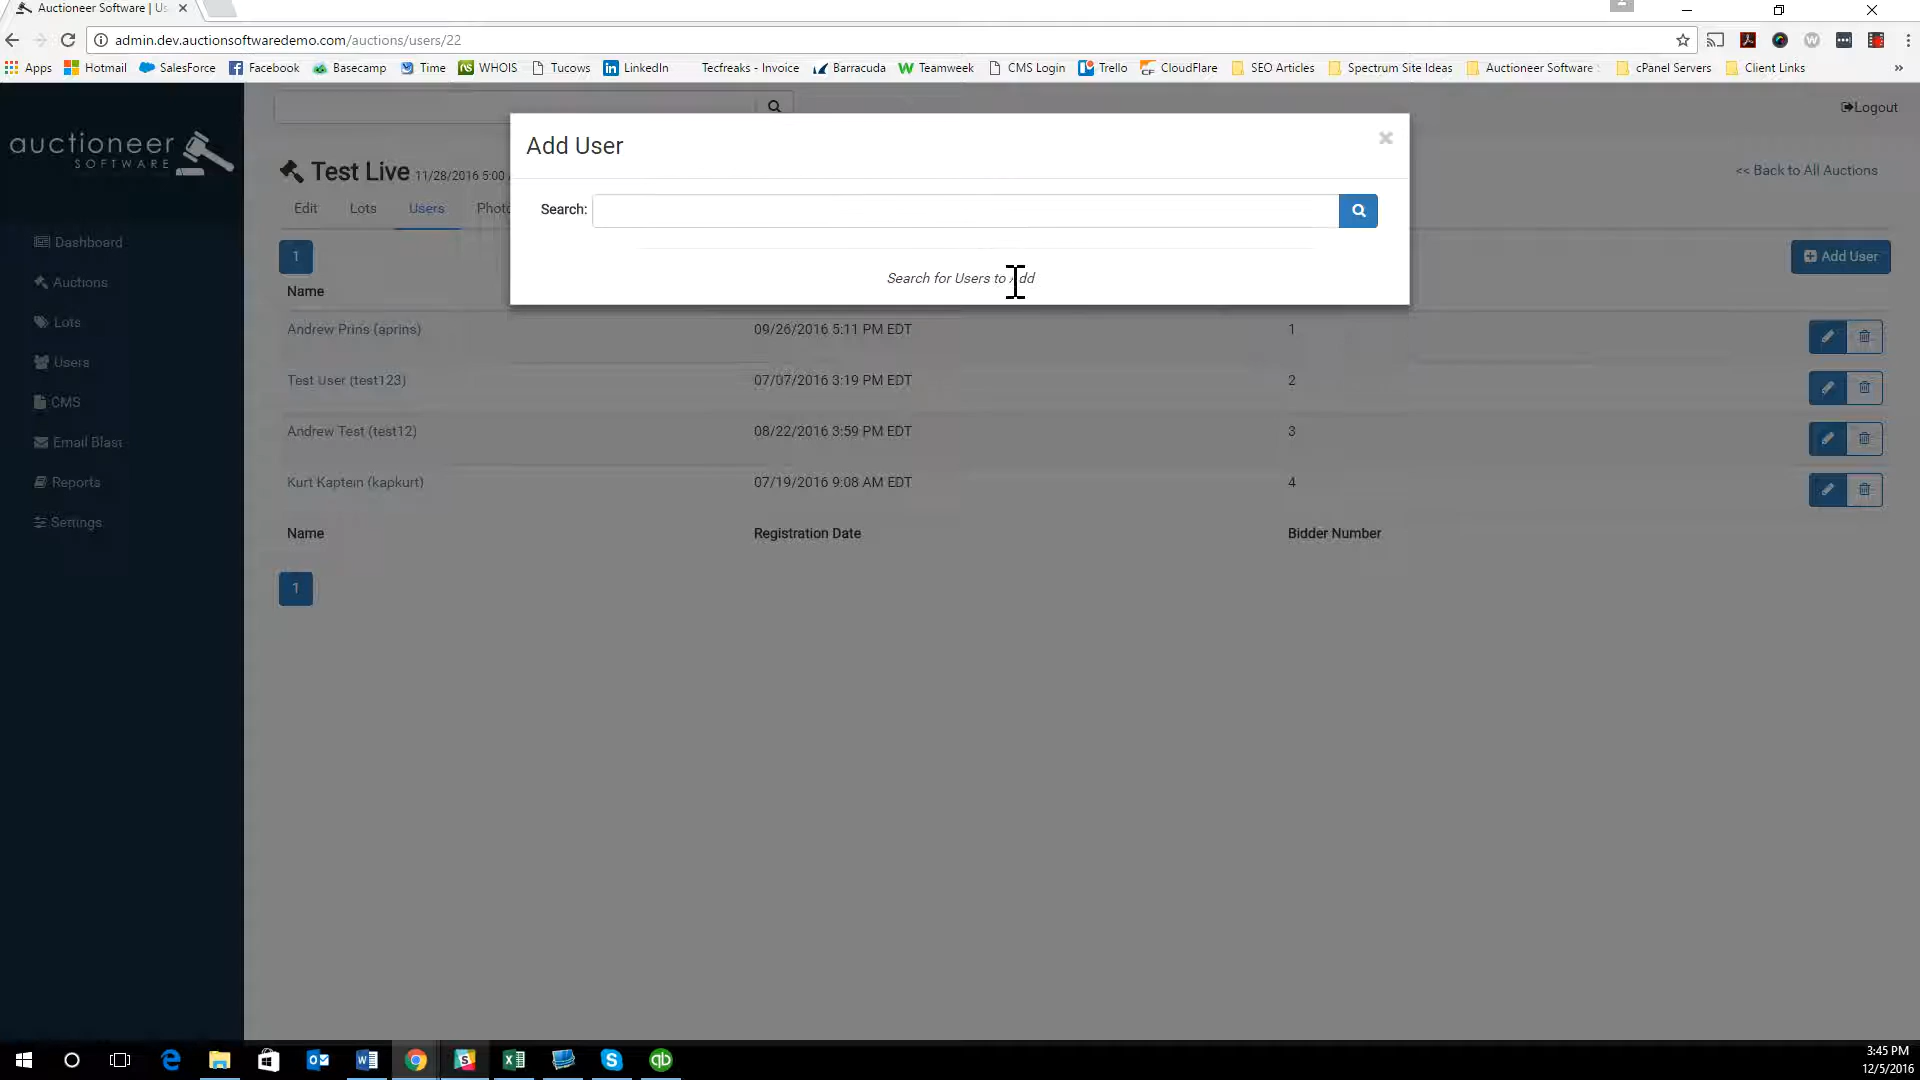 Auctioneer Software | Us
admin.dev.auctionsoftwaredemo.com/auctions/users/22
Apps Hotmail SalesForce Facebook Basecamp Time WHOIS Tucows LinkedIn Techfreaks - Invoice Barracuda Teamweek CMS Login Trello CloudFlare SEO Articles Spectrum Site Ideas Auctioneer Software cPanel Servers Client Links »
Logout
auctioneer
SOFTWARE
Add User
Test Live 11/28/2016 5:00
<< Back to All Auctions
Edit Lots Users Phot
Search:
1
Add User
Search for Users to Add
Name
Dashboard
Auctions
Lots
Users
CMS
Email Blast
Reports
Settings
Andrew Prins (aprins) 09/26/2016 5:11 PM EDT 1
Test User (test123) 07/07/2016 3:19 PM EDT 2
Andrew Test (test12) 08/22/2016 3:59 PM EDT 3
Kurt Kaptein (kapkurt) 07/19/2016 9:08 AM EDT 4
Name Registration Date Bidder Number
1
3:45 PM
12/5/2016